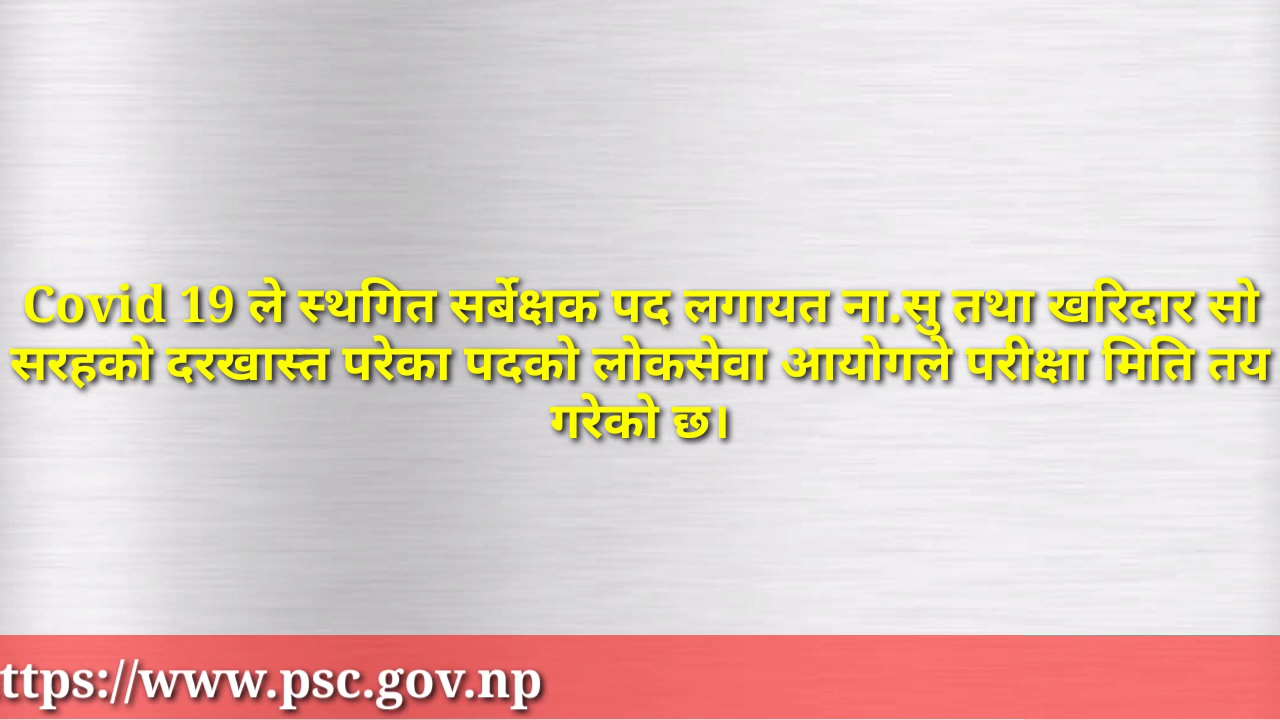 Covid 19 ले स्थगित सर्बेक्षक पद लगायत ना.सु तथा खरिदार सो
सरहको दरखास्त परेका पदको लोकसेवा आयोगले परीक्षा मिति तय
गरेको छ।
ttps://www.psc.gov.np